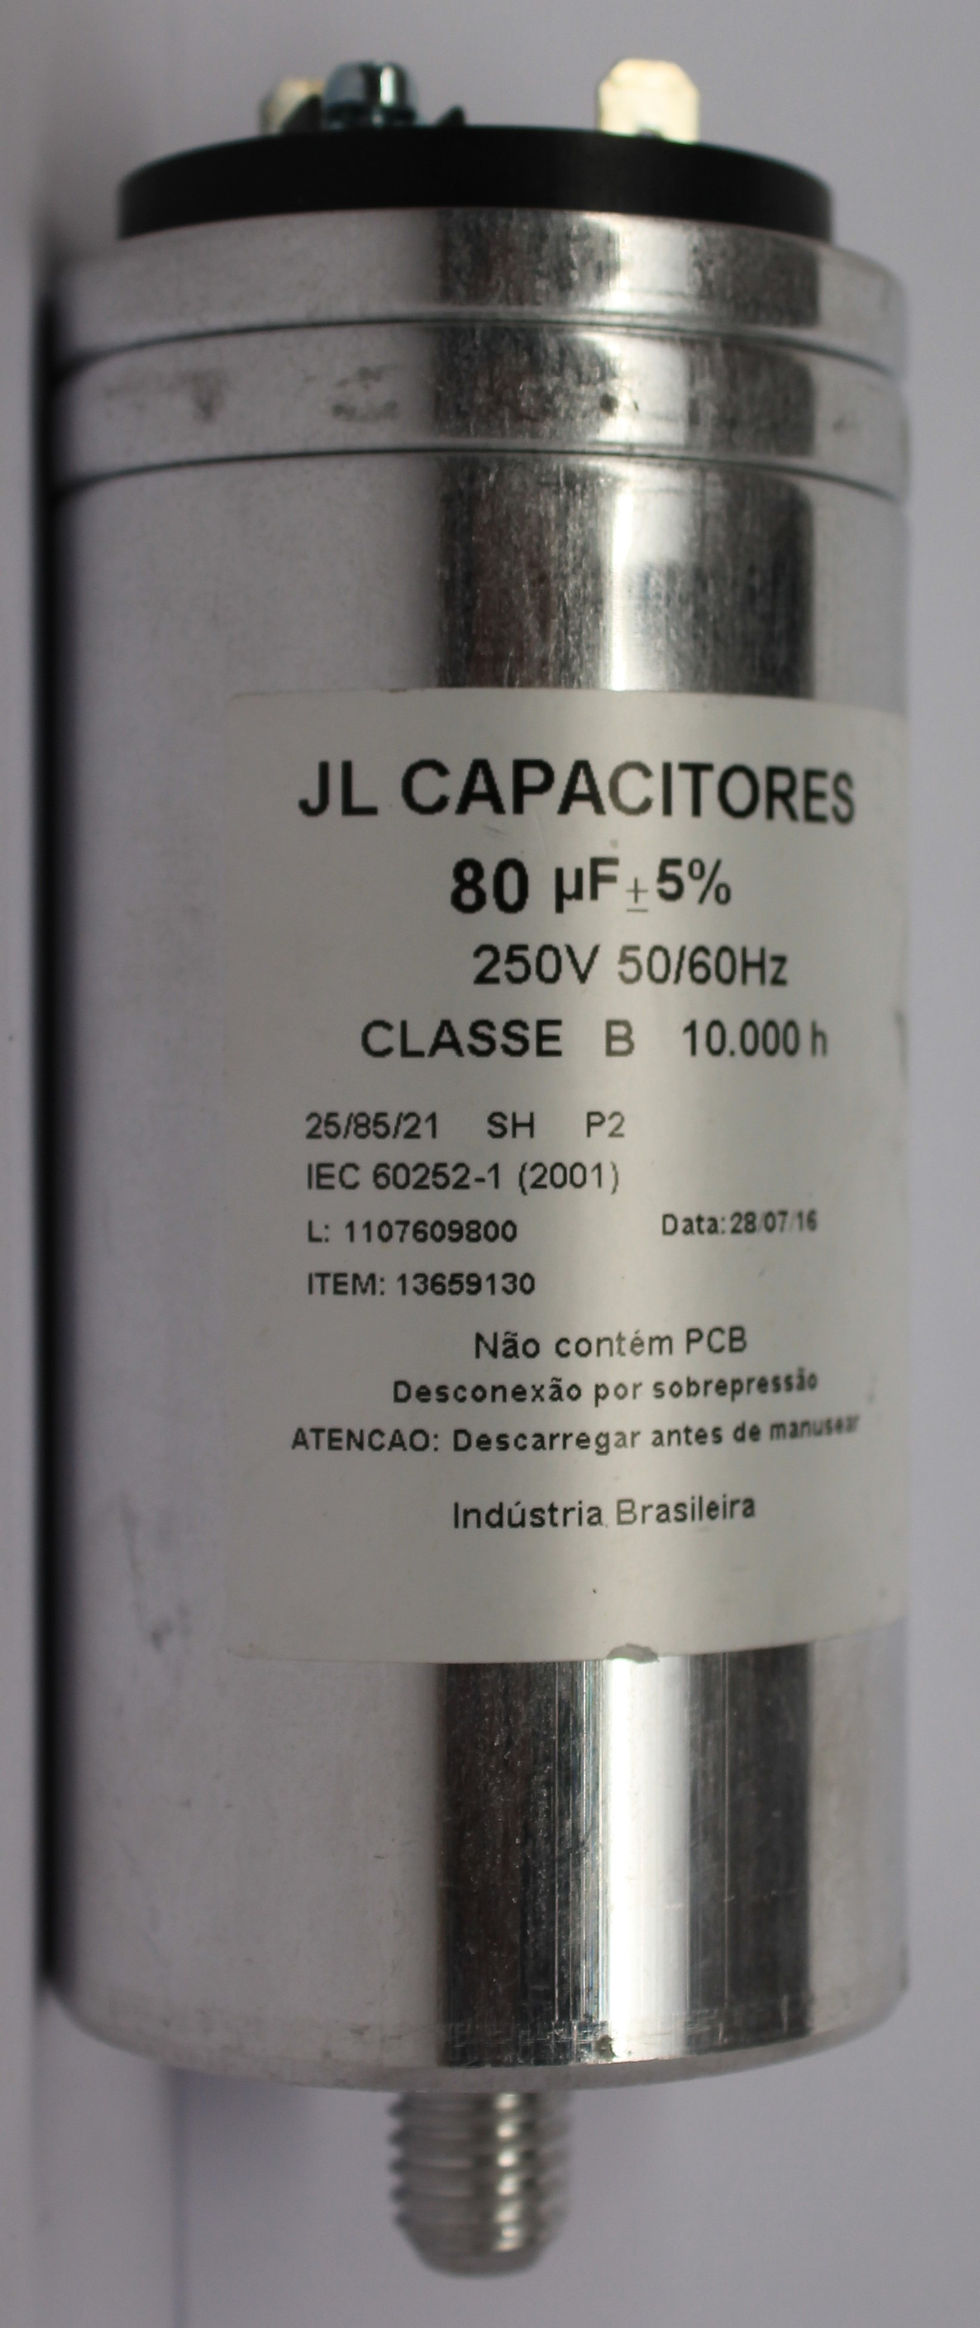 JL CAPACITORES
80 µF ± 5%
250V 50/60Hz
CLASSE B 10.000 h
25/85/21 SH P2
IEC 60252-1 (2001)
L: 1107609800 Data: 28/07/16
ITEM: 13659130
Não contém PCB
Desconexão por sobrepressão
ATENCAO: Descarregar antes de manusear
Indústria Brasileira